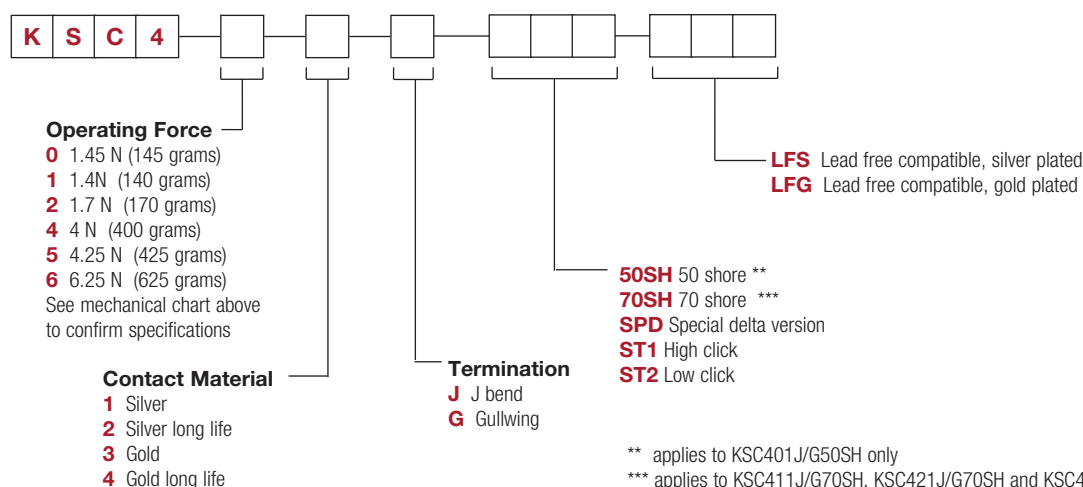 K S C 4
Operating Force
0 1.45 N (145 grams)
1 1.4N (140 grams)
2 1.7 N (170 grams)
4 4 N (400 grams)
5 4.25 N (425 grams)
6 6.25 N (625 grams)
See mechanical chart above
to confirm specifications
Contact Material
1 Silver
2 Silver long life
3 Gold
4 Gold long life
Termination
J J bend
G Gullwing
50SH 50 shore **
70SH 70 shore ***
SPD Special delta version
ST1 High click
ST2 Low click
LFS Lead free compatible, silver plated
LFG Lead free compatible, gold plated
** applies to KSC401J/G50SH only
*** applies to KSC411J/G70SH, KSC421J/G70SH and KSC4